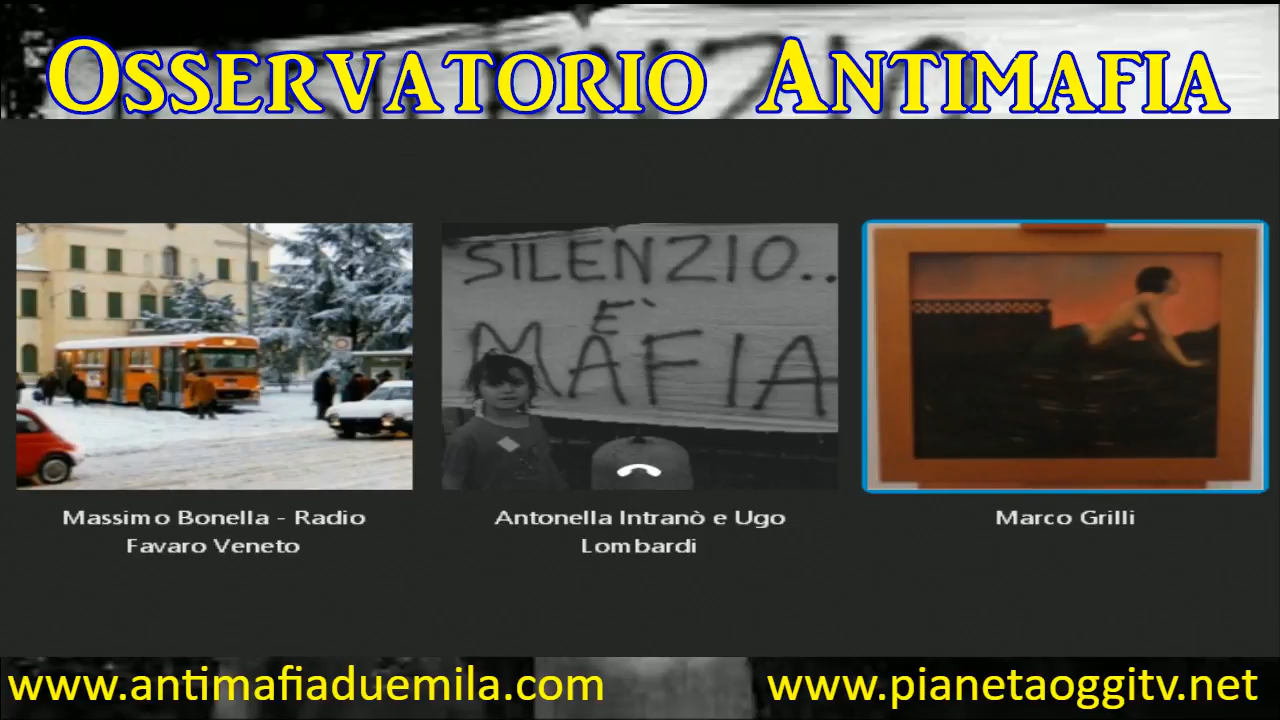 OSSERVATORIO ANTIMAFIA
SILENZIO..
E'
MAFIA
Massimo Bonella - Radio
Favaro Veneto
Antonella Intranò e Ugo
Lombardi
Marco Grilli
www.antimafiaduemila.com
www.pianetaoggitv.net